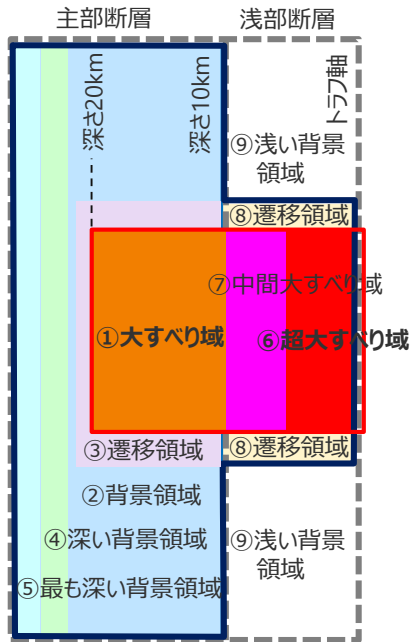 主部断層
浅部断層
深さ20km
深さ10km
トラフ軸
⑨浅い背景
領域
⑧遷移領域
⑦中間大すべり域
①大すべり域
⑥超大すべり域
③遷移領域
⑧遷移領域
②背景領域
④深い背景領域
⑨浅い背景
領域
⑤最も深い背景領域